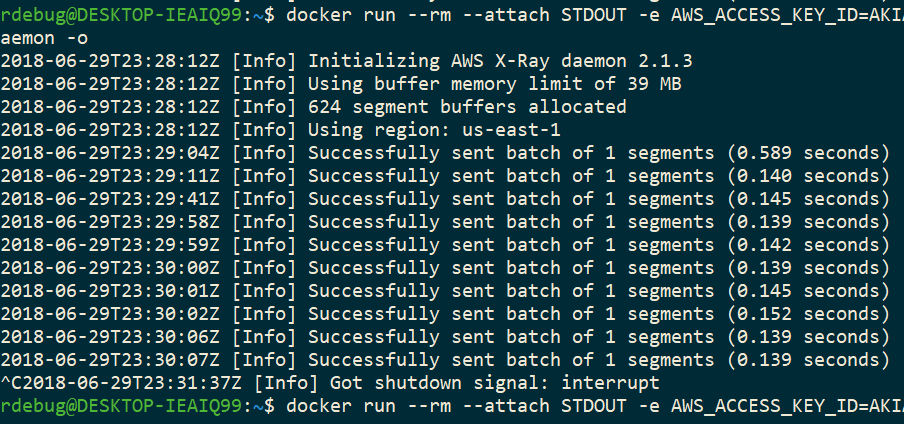 rdebug@DESKTOP-IEAIQ99:~$ docker run --rm --attach STDOUT -e AWS_ACCESS_KEY_ID=AKIA
aemon -o
2018-06-29T23:28:12Z [Info] Initializing AWS X-Ray daemon 2.1.3
2018-06-29T23:28:12Z [Info] Using buffer memory limit of 39 MB
2018-06-29T23:28:12Z [Info] 624 segment buffers allocated
2018-06-29T23:28:12Z [Info] Using region: us-east-1
2018-06-29T23:29:04Z [Info] Successfully sent batch of 1 segments (0.589 seconds)
2018-06-29T23:29:11Z [Info] Successfully sent batch of 1 segments (0.140 seconds)
2018-06-29T23:29:41Z [Info] Successfully sent batch of 1 segments (0.145 seconds)
2018-06-29T23:29:58Z [Info] Successfully sent batch of 1 segments (0.139 seconds)
2018-06-29T23:29:59Z [Info] Successfully sent batch of 1 segments (0.142 seconds)
2018-06-29T23:30:00Z [Info] Successfully sent batch of 1 segments (0.139 seconds)
2018-06-29T23:30:01Z [Info] Successfully sent batch of 1 segments (0.145 seconds)
2018-06-29T23:30:02Z [Info] Successfully sent batch of 1 segments (0.152 seconds)
2018-06-29T23:30:06Z [Info] Successfully sent batch of 1 segments (0.139 seconds)
2018-06-29T23:30:07Z [Info] Successfully sent batch of 1 segments (0.139 seconds)
^C2018-06-29T23:31:37Z [Info] Got shutdown signal: interrupt
rdebug@DESKTOP-IEAIQ99:~$ docker run --rm --attach STDOUT -e AWS_ACCESS_KEY_ID=AKIA